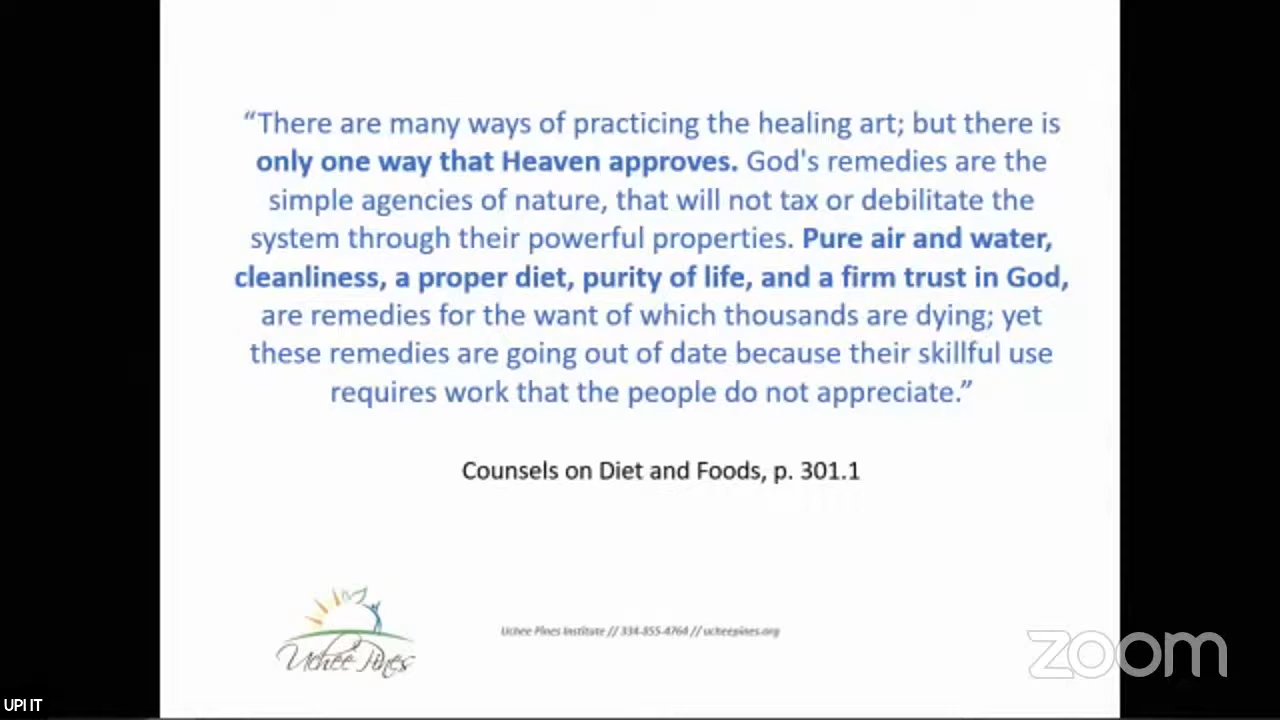 “There are many ways of practicing the healing art; but there is
only one way that Heaven approves. God's remedies are the
simple agencies of nature, that will not tax or debilitate the
system through their powerful properties. Pure air and water,
cleanliness, a proper diet, purity of life, and a firm trust in God,
are remedies for the want of which thousands are dying; yet
these remedies are going out of date because their skillful use
requires work that the people do not appreciate.”
Counsels on Diet and Foods, p. 301.1
Uchee Pines
Uchee Pines Institute // 334-855-4764 // ucheepines.org
zoom
UPI IT